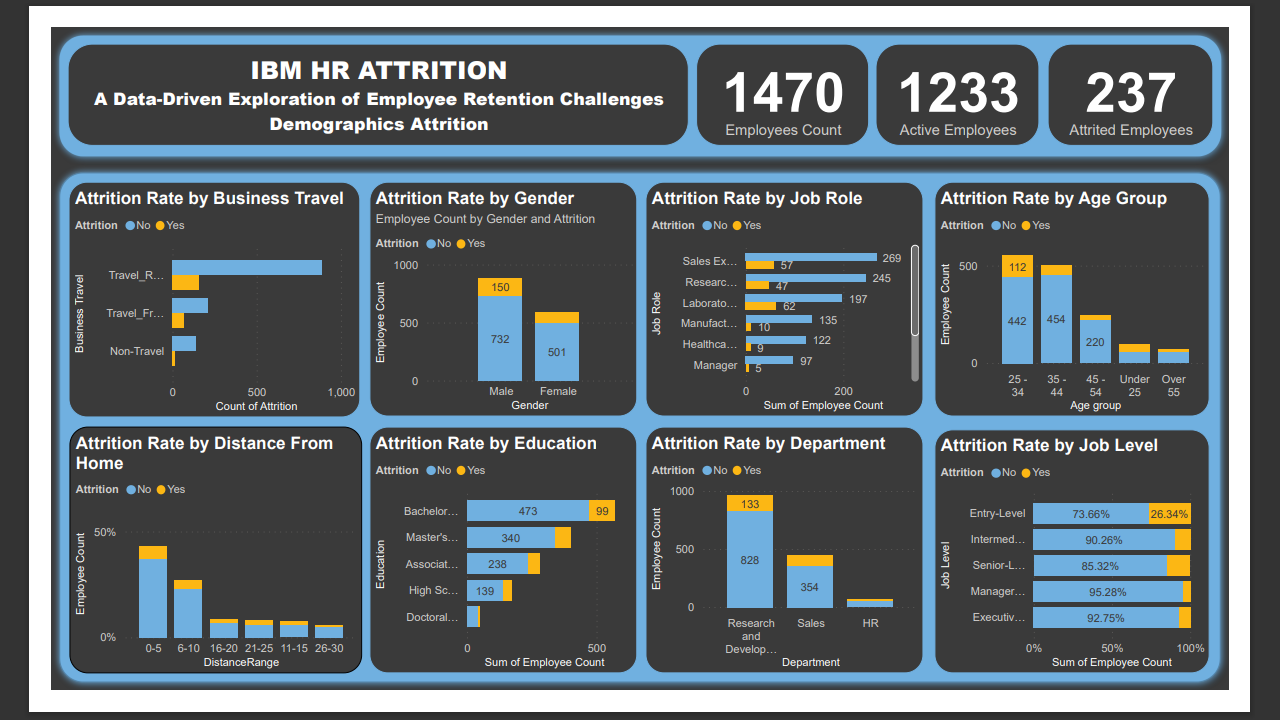 IBM HR ATTRITION
A Data-Driven Exploration of Employee Retention Challenges
Demographics Attrition
1470
Employees Count
1233
Active Employees
237
Attrited Employees
Attrition Rate by Business Travel
Attrition No Yes
Business Travel
Travel_R...
Travel_Fr...
Non-Travel
0 500 1,000
Count of Attrition
Attrition Rate by Gender
Employee Count by Gender and Attrition
Attrition No Yes
Employee Count
1000
500
0
150
732
501
Male Female
Gender
Attrition Rate by Job Role
Attrition No Yes
Job Role
Sales Ex... 269
57
Researc... 245
47
Laborato... 197
62
Manufact... 135
10
Healthca... 122
9
Manager 97
5
0 200
Sum of Employee Count
Attrition Rate by Age Group
Attrition No Yes
Employee Count
500
0
112
442
454
220
25 - 34
35 - 44
45 - 54
Under 25
Over 55
Age group
Attrition Rate by Distance From
Home
Attrition No Yes
Employee Count
50%
0%
0-5 6-10 16-20 21-25 11-15 26-30
DistanceRange
Attrition Rate by Education
Attrition No Yes
Education
Bachelor... 473 99
Master's... 340
Associat... 238
High Sc... 139
Doctoral...
0 500
Sum of Employee Count
Attrition Rate by Department
Attrition No Yes
Employee Count
1000
500
0
133
828
354
Research
and
Develop...
Sales
HR
Department
Attrition Rate by Job Level
Attrition No Yes
Job Level
Entry-Level 73.66% 26.34%
Intermed... 90.26%
Senior-L... 85.32%
Manager... 95.28%
Executiv... 92.75%
0% 50% 100%
Sum of Employee Count